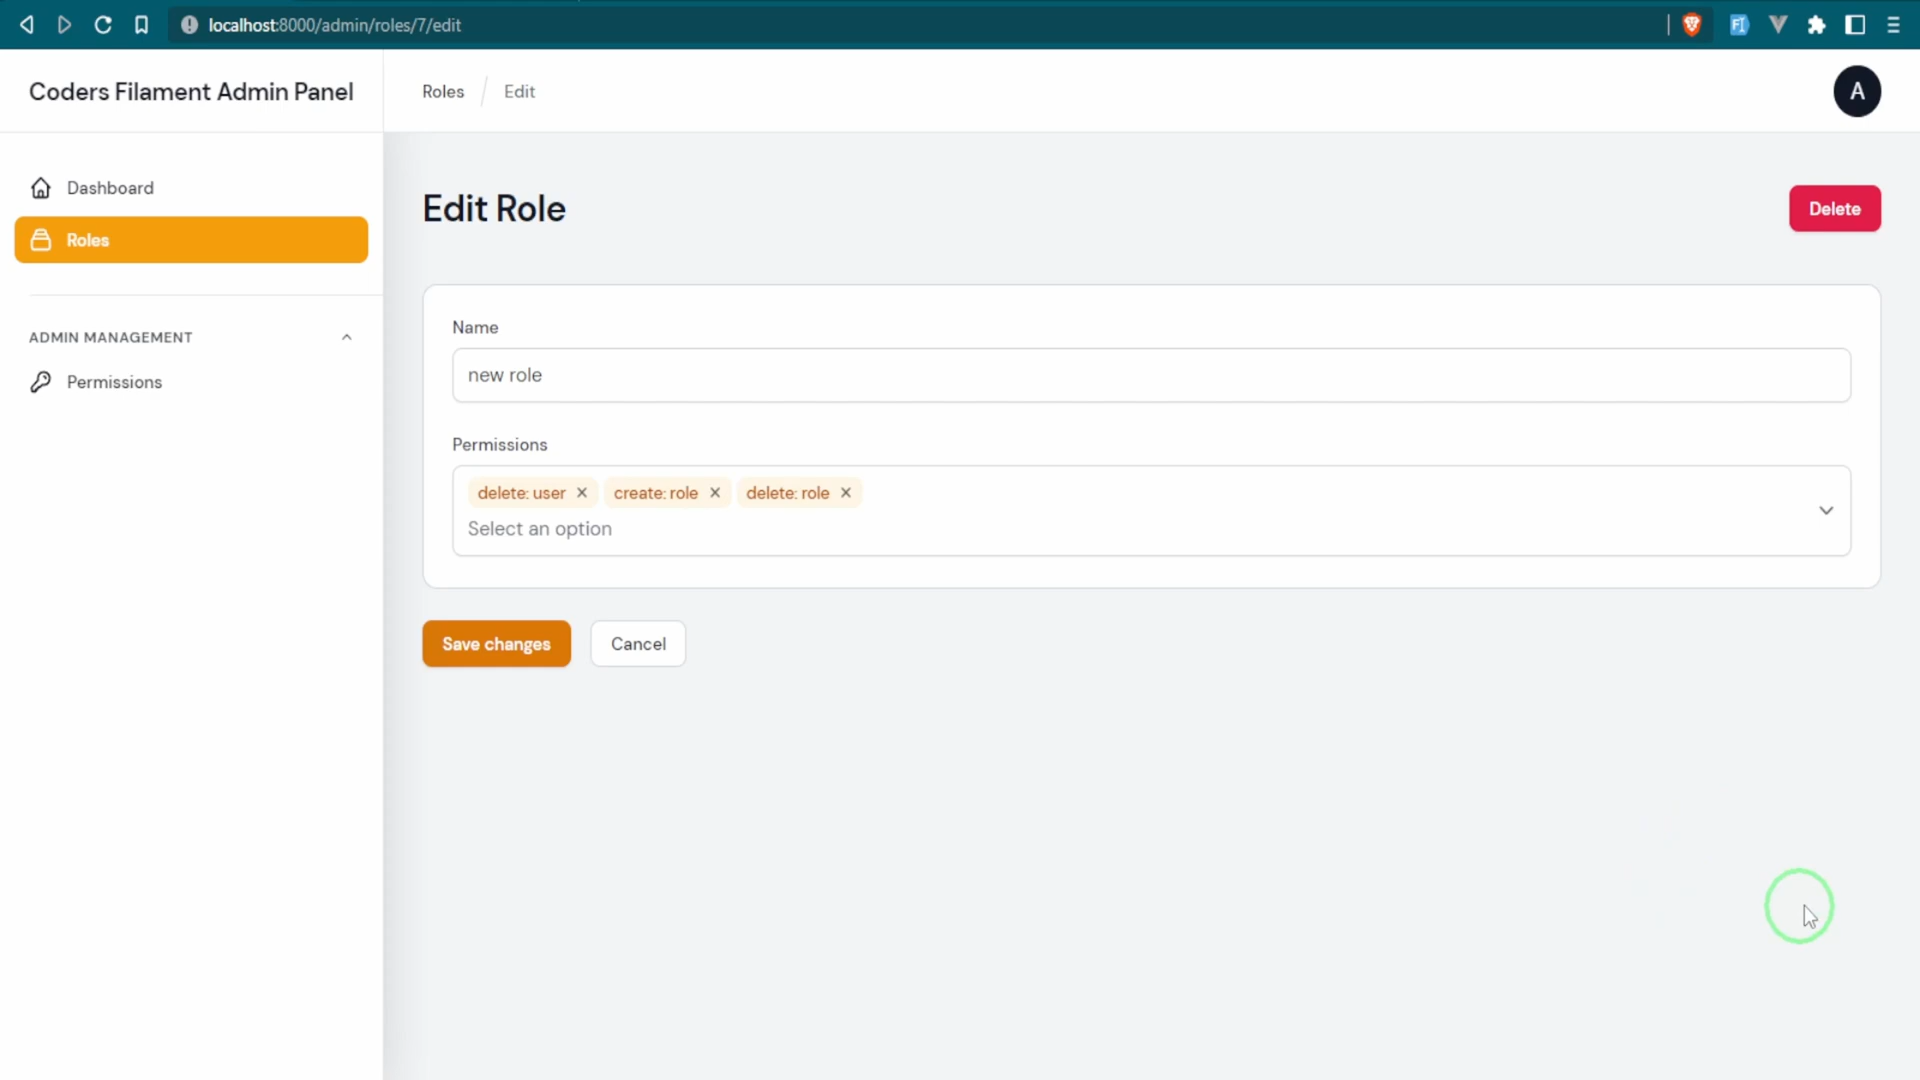 localhost:8000/admin/roles/7/edit
Coders Filament Admin Panel
Roles
Edit
A
Dashboard
Roles
ADMIN MANAGEMENT
Permissions
Edit Role
Delete
Name
new role
Permissions
delete: user × create: role × delete: role ×
Select an option
Save changes
Cancel